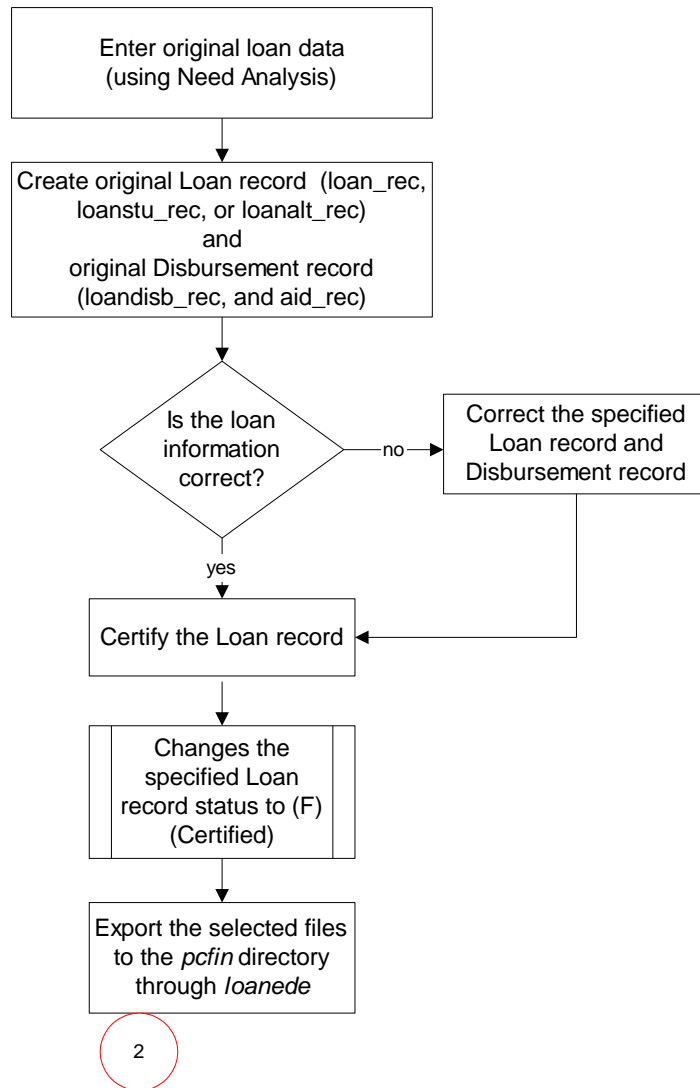 Enter original loan data
(using Need Analysis)
Create original Loan record  (loan_rec,
loanstu_rec, or loanalt_rec)
and
original Disbursement record
(loandisb_rec, and aid_rec)
Is the loan
information
correct?
no
Correct the specified
Loan record and
Disbursement record
yes
Certify the Loan record
Changes the
specified Loan
record status to (F)
(Certified)
Export the selected files
to the pcfin directory
through loanede
2